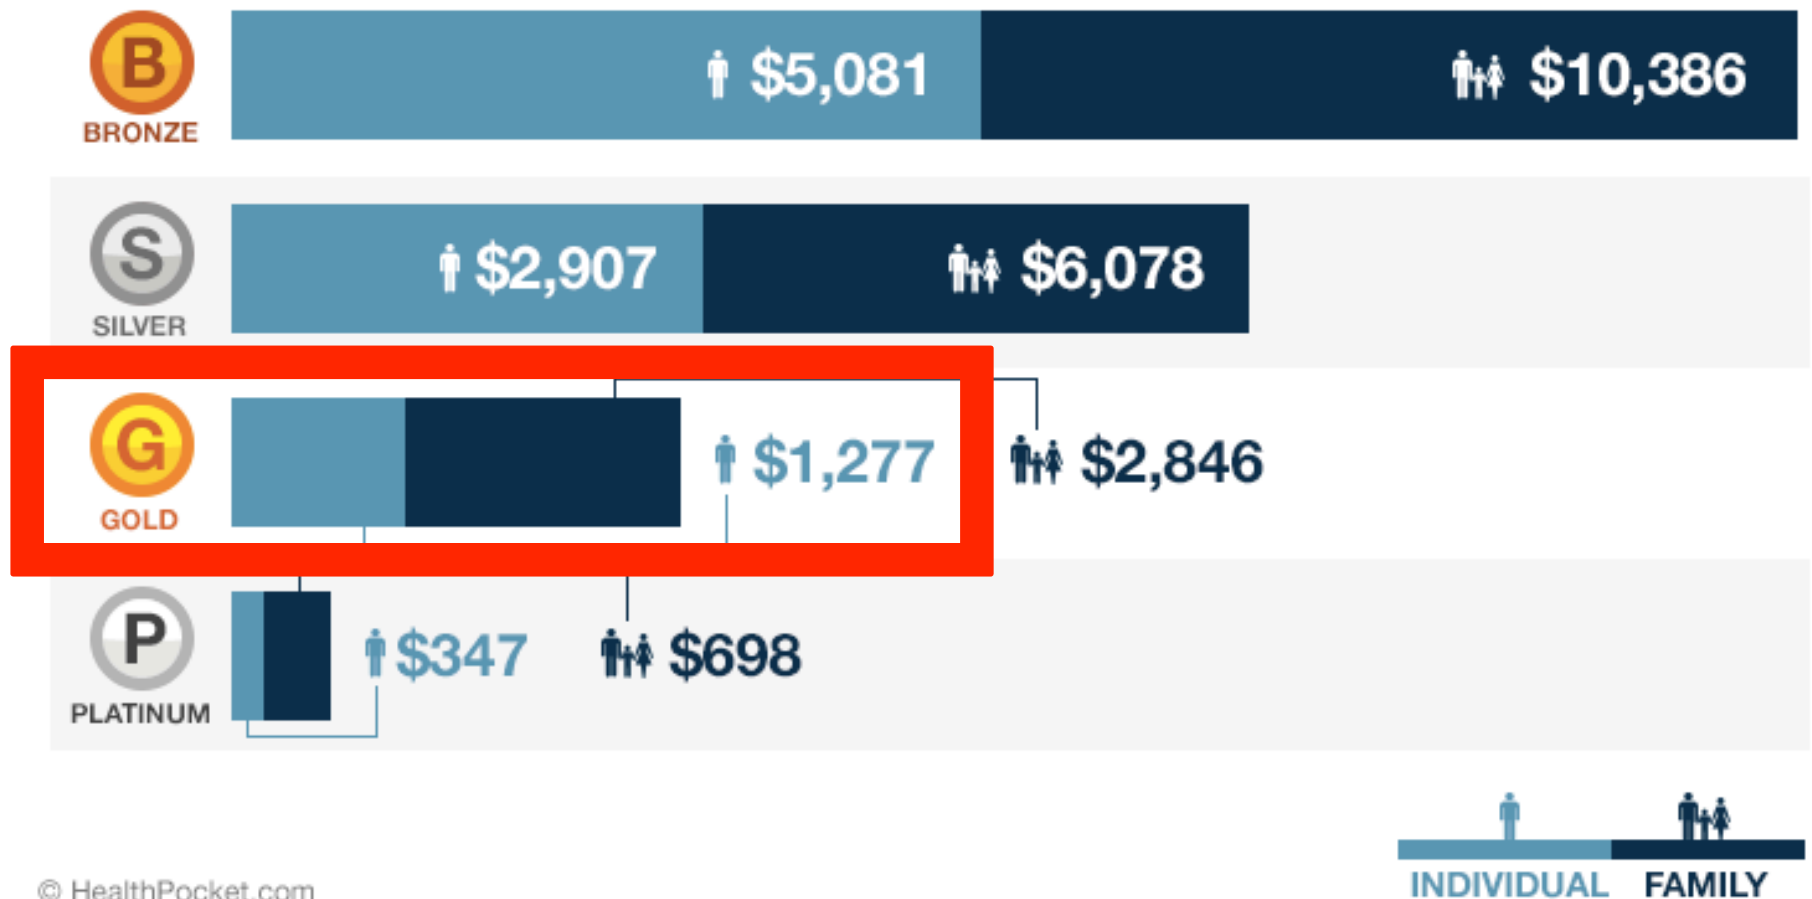 B
BRONZE
$5,081 $10,386
S
SILVER
$2,907 $6,078
G
GOLD
$1,277 $2,846
P
PLATINUM
$347 $698
INDIVIDUAL FAMILY
© HealthPocket.com